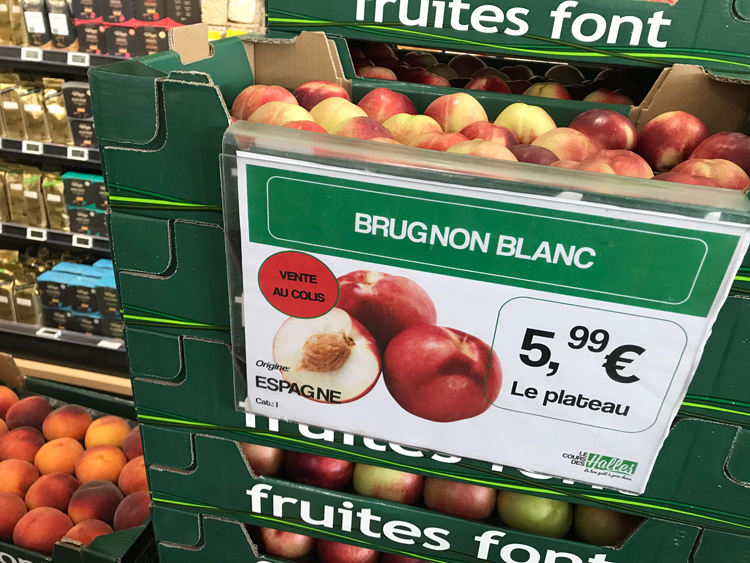 fruites font
BRUGNON BLANC
VENTE
AU COLIS
5,99€
Le plateau
Origine:
ESPAGNE
Cat.: I
LE
COURS
DES Halles
fruites font
fruites font